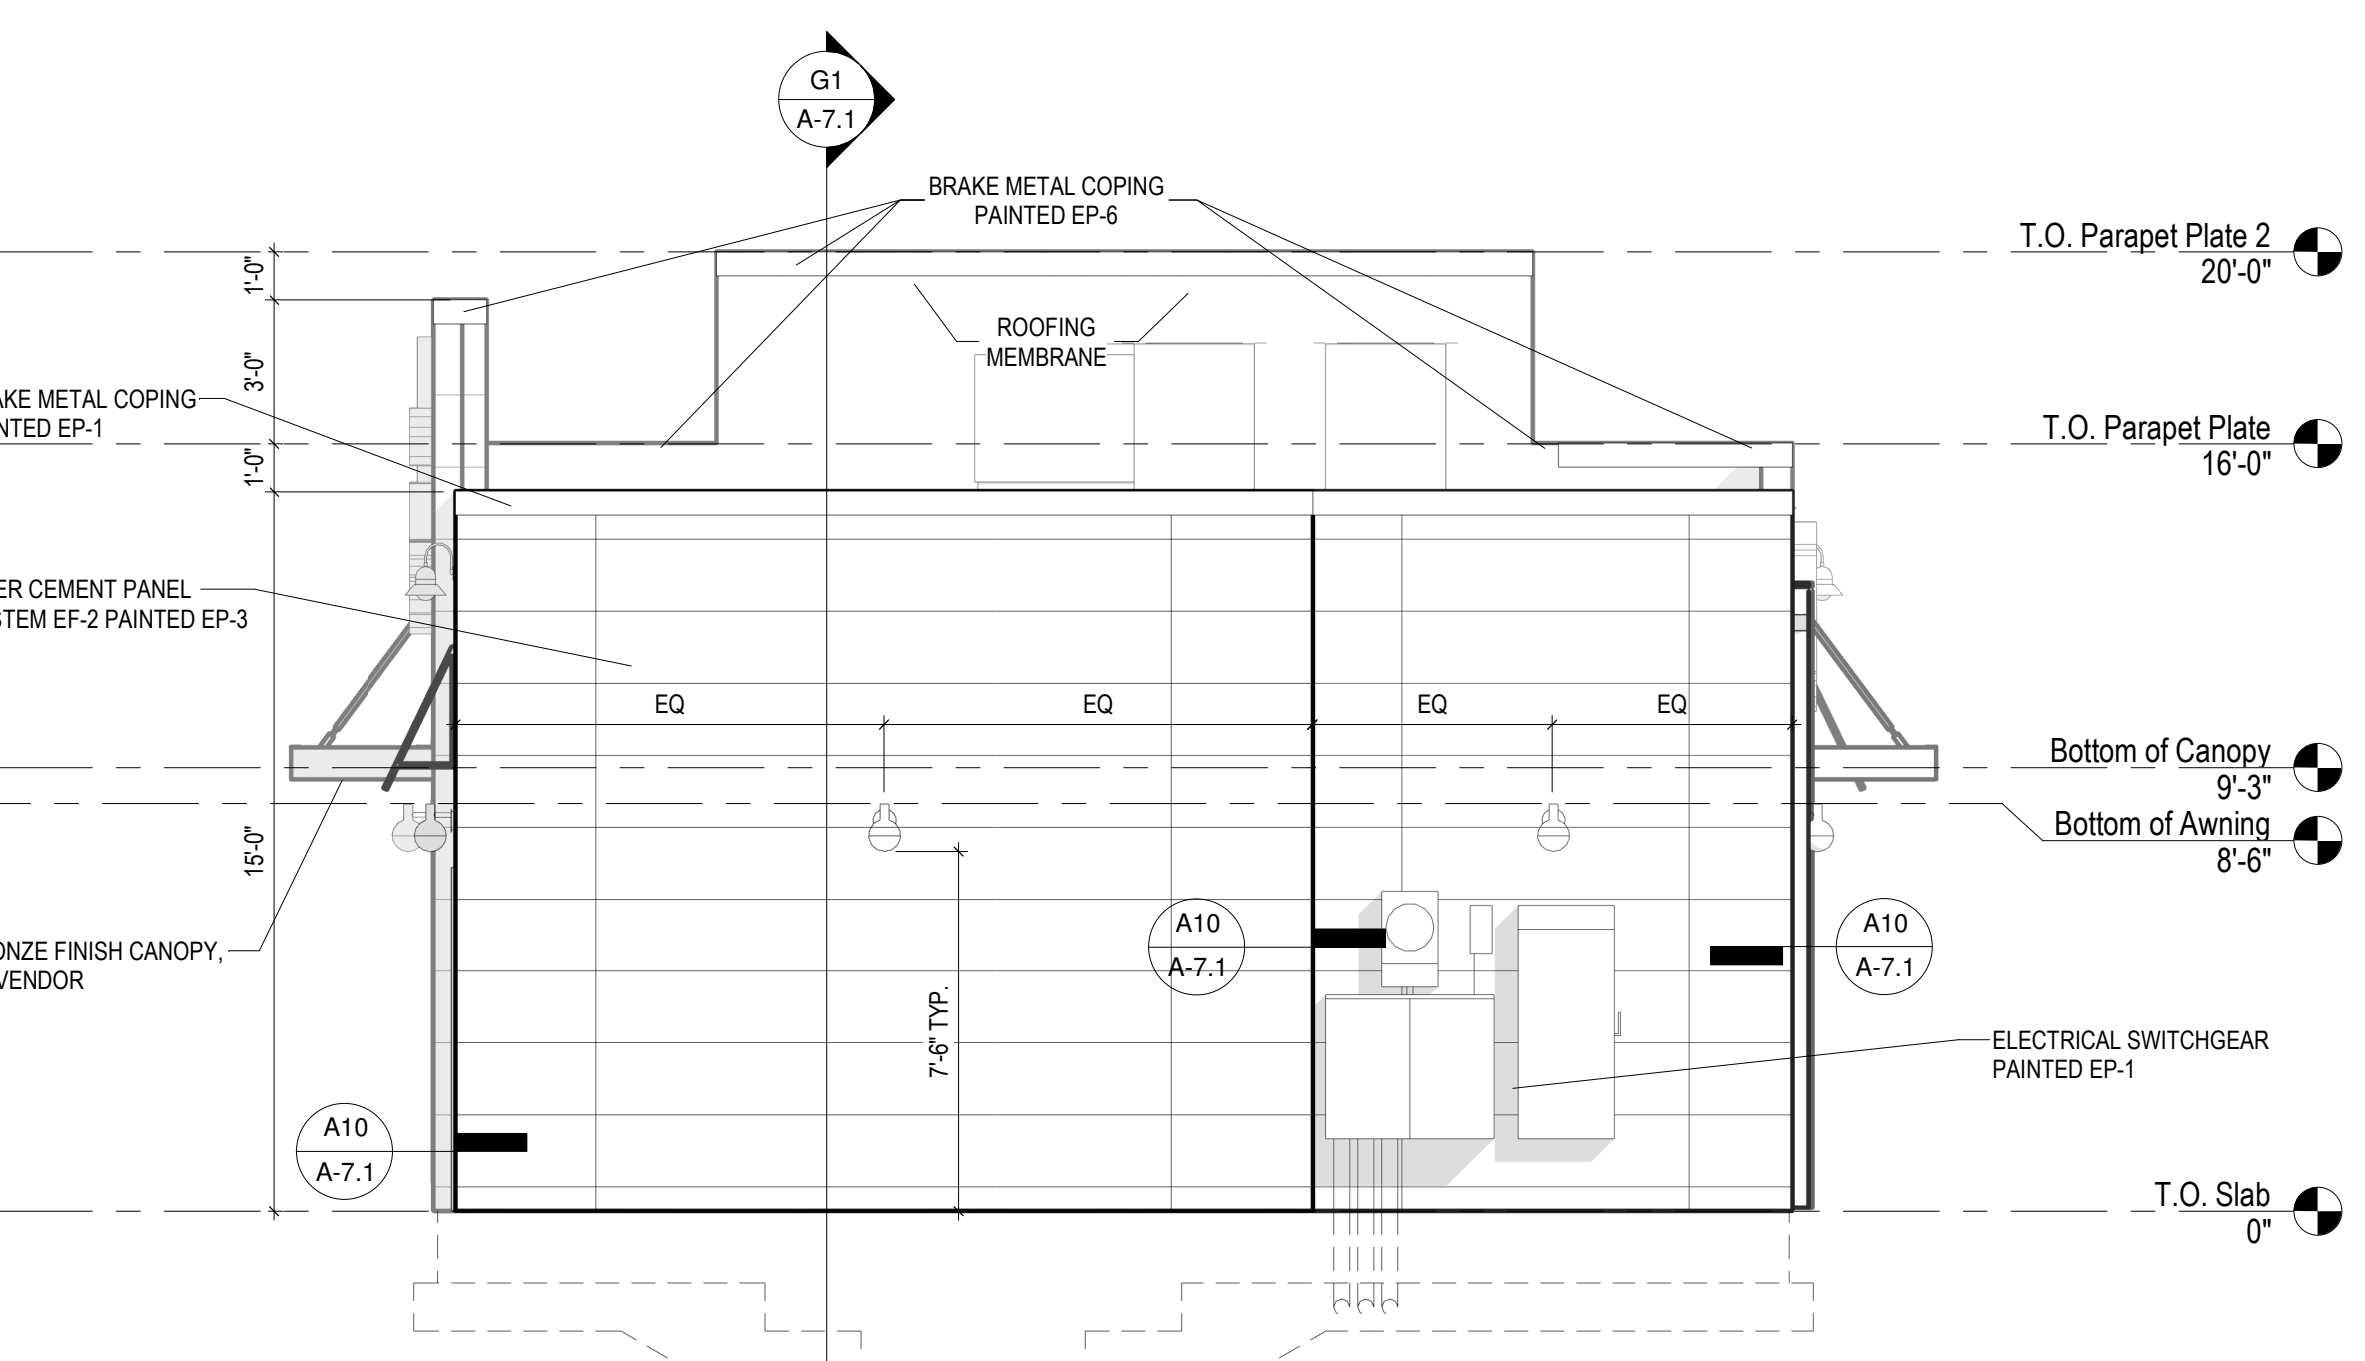 G1
A-7.1
BRAKE METAL COPING
PAINTED EP-6
T.O. Parapet Plate 2
20'-0"
1'-0"
ROOFING
MEMBRANE
3'-0"
AKE METAL COPING
NTED EP-1
T.O. Parapet Plate
16'-0"
1'-0"
ER CEMENT PANEL
STEM EF-2 PAINTED EP-3
EQ
EQ
EQ
EQ
Bottom of Canopy
9'-3"
Bottom of Awning
8'-6"
15'-0"
A10
A-7.1
A10
A-7.1
ONZE FINISH CANOPY,
VENDOR
7'-6" TYP.
ELECTRICAL SWITCHGEAR
PAINTED EP-1
A10
A-7.1
T.O. Slab
0"